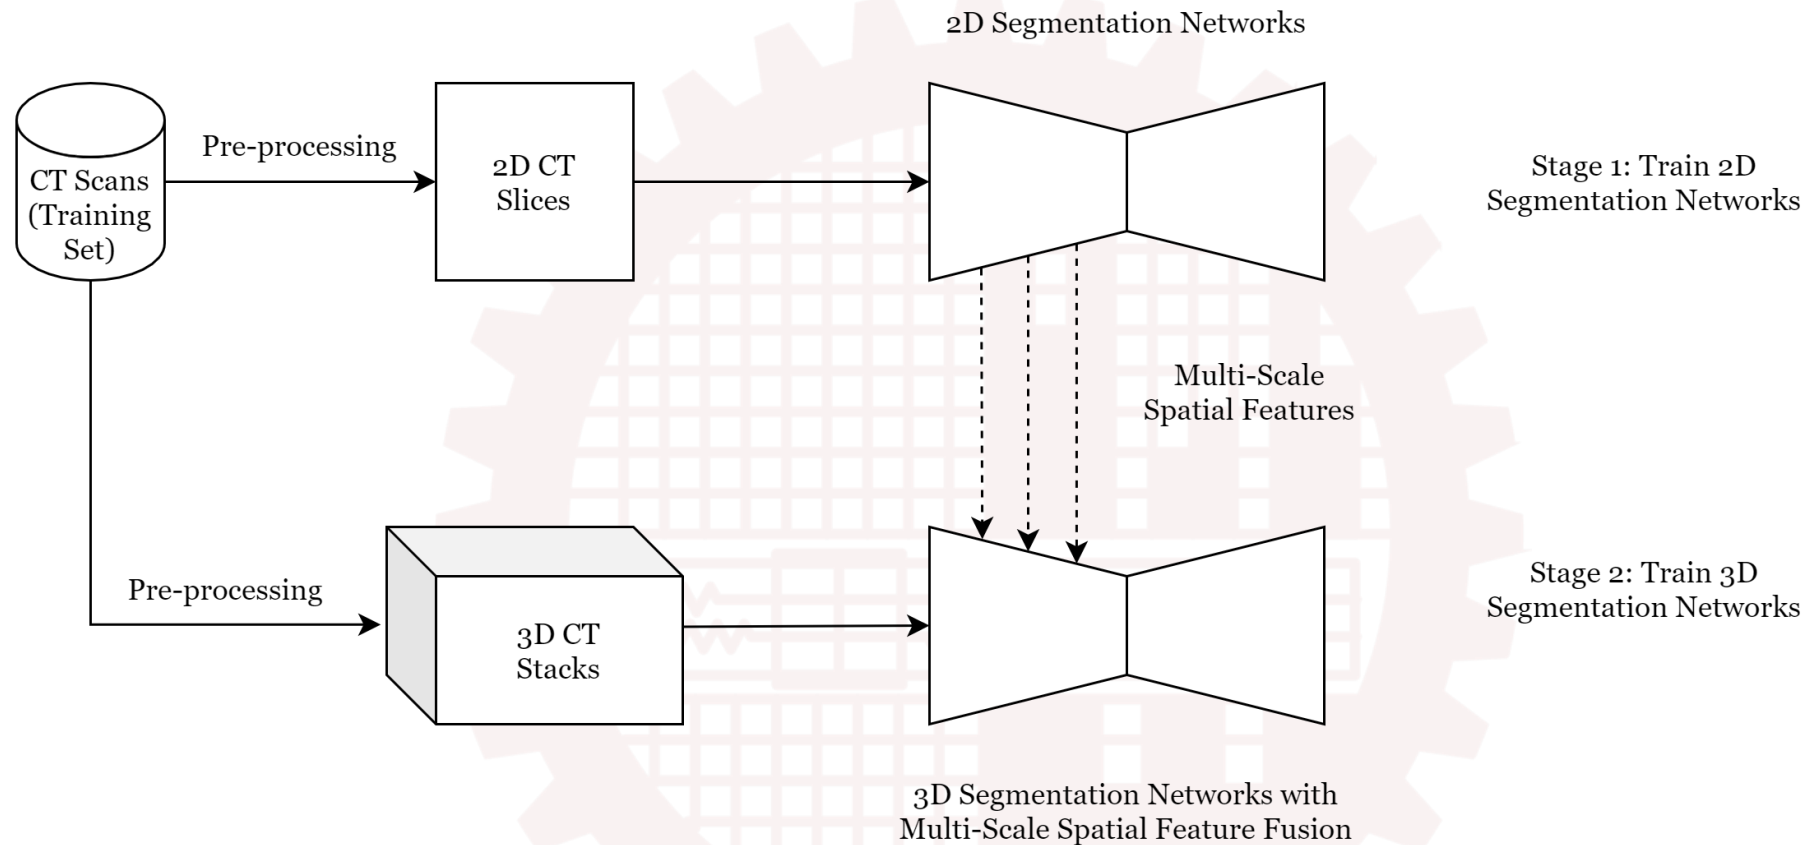 2D Segmentation Networks
Pre-processing
CT Scans
(Training
Set)
2D CT
Slices
Stage 1: Train 2D
Segmentation Networks
Multi-Scale
Spatial Features
Pre-processing
3D CT
Stacks
Stage 2: Train 3D
Segmentation Networks
3D Segmentation Networks with
Multi-Scale Spatial Feature Fusion